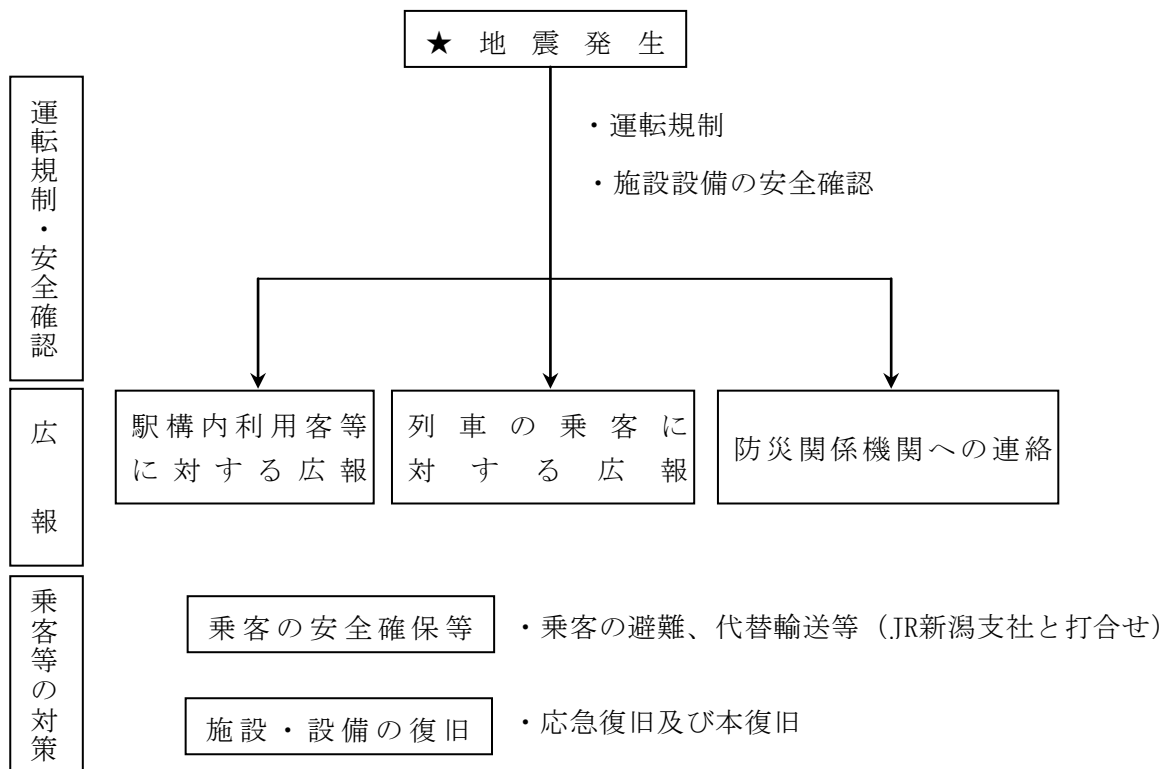 ★地震発生
運転規制・安全確認
・運転規制
・施設設備の安全確認
広報
駅構内利用客等
に対する広報
列車の乗客に
対する広報
防災関係機関への連絡
乗客等の対策
乗客の安全確保等
・乗客の避難、代替輸送等（JR新潟支社と打合せ）
施設・設備の復旧
・応急復旧及び本復旧